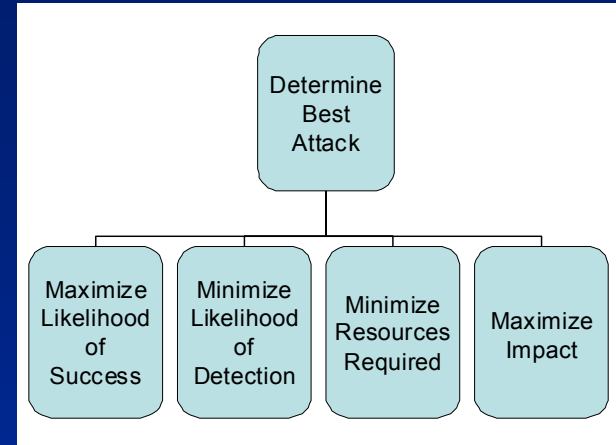 Determine
Best
Attack
Maximize
Likelihood
of
Success
Minimize
Likelihood
of
Detection
Minimize
Resources
Required
Maximize
Impact